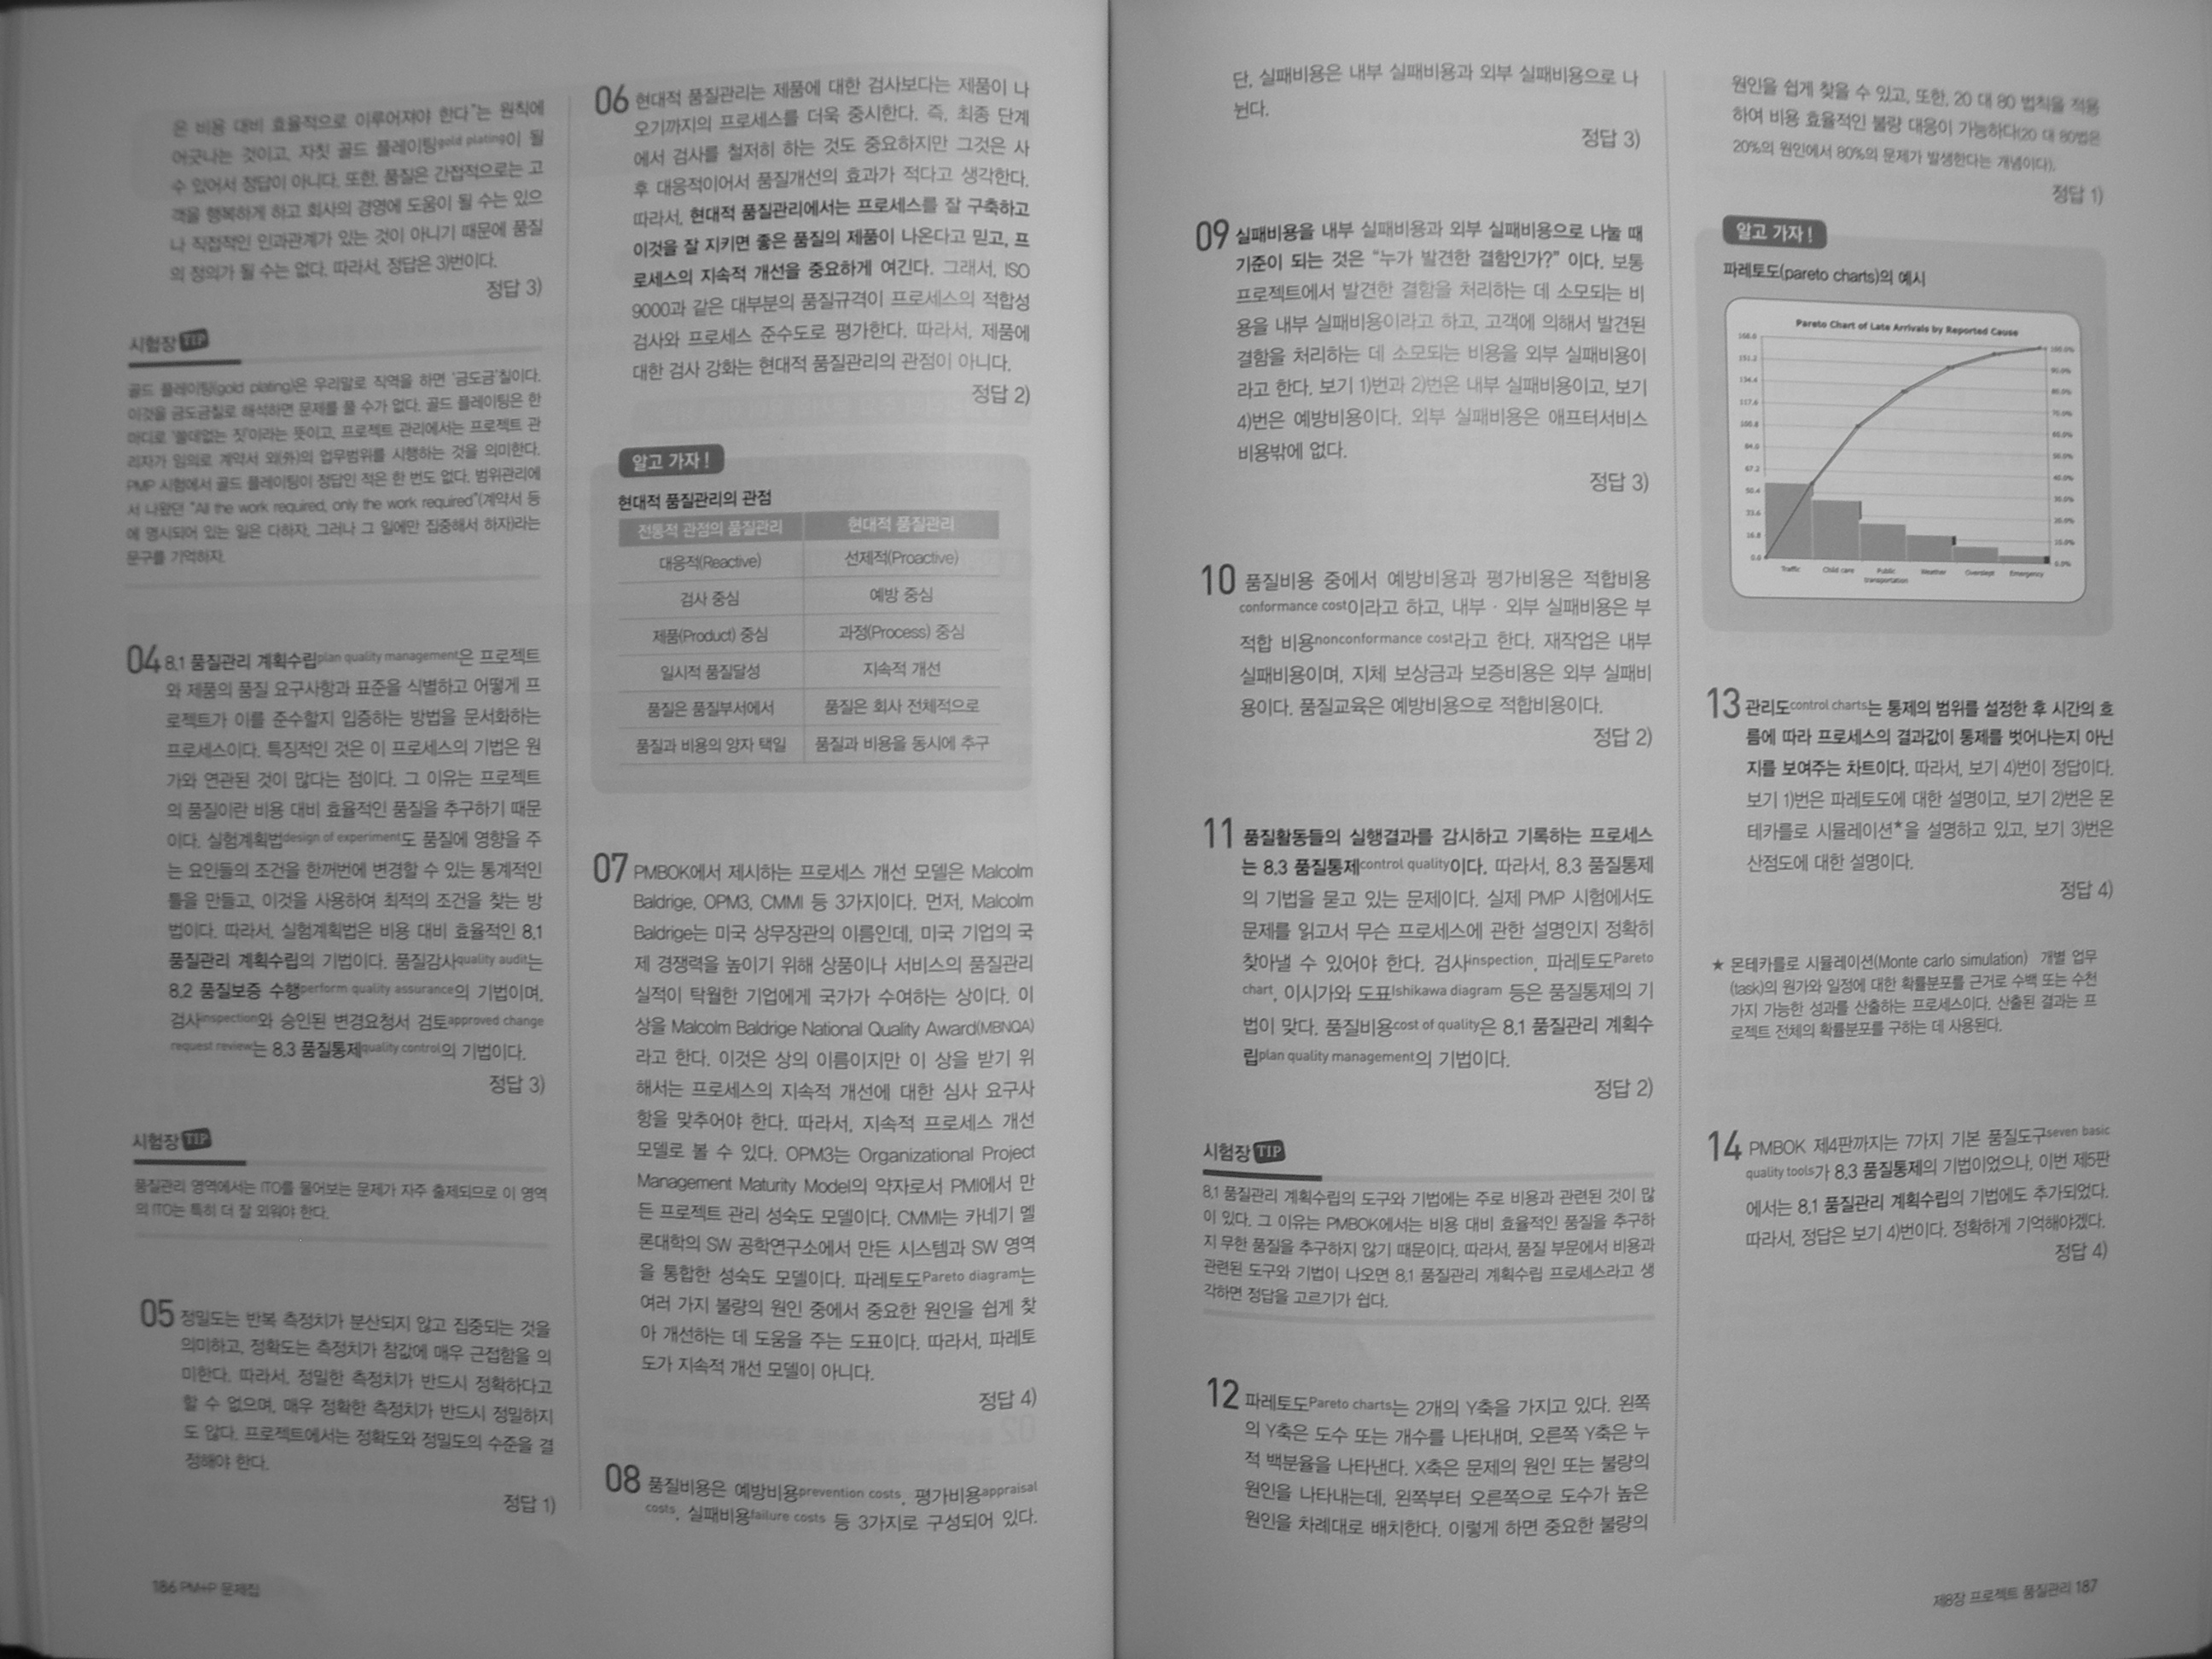 은 비용 대비 효율적으로 이루어져야 한다"는 원칙에
어긋나는 것이고, 자칫 골드 플레이팅gold plating이 될
수 있어서 정답이 아니다. 또한, 품질은 간접적으로는 고
객을 행복하게 하고 회사의 경영에 도움이 될 수는 있으
나 직접적인 인과관계가 있는 것이 아니기 때문에 품질
의 정의가 될 수는 없다. 따라서, 정답은 3)번이다.
정답 3)
시험장 TIP
골드 플레이팅(gold plating)은 우리말로 직역을 하면 '금도금'칠이다.
이것을 금도금칠로 해석하면 문제를 풀 수가 없다. 골드 플레이팅은 한
마디로 '쓸데없는 짓'이라는 뜻이고, 프로젝트 관리에서는 프로젝트 관
리자가 임의로 계약서 외(外)의 업무범위를 시행하는 것을 의미한다.
PMP 시험에서 골드 플레이팅이 정답인 적은 한 번도 없다. 범위관리에
서 나왔던 "All the work required, only the work required"(계약서 등
에 명시되어 있는 일은 다하자, 그러나 그 일에만 집중해서 하자)라는
문구를 기억하자.
04 8.1 품질관리 계획수립plan quality management은 프로젝트
와 제품의 품질 요구사항과 표준을 식별하고 어떻게 프
로젝트가 이를 준수할지 입증하는 방법을 문서화하는
프로세스이다. 특징적인 것은 이 프로세스의 기법은 원
가와 연관된 것이 많다는 점이다. 그 이유는 프로젝트
의 품질이란 비용 대비 효율적인 품질을 추구하기 때문
이다. 실험계획법design of experiment도 품질에 영향을 주
는 요인들의 조건을 한꺼번에 변경할 수 있는 통계적인
틀을 만들고, 이것을 사용하여 최적의 조건을 찾는 방
법이다. 따라서, 실험계획법은 비용 대비 효율적인 8.1
품질관리 계획수립의 기법이다. 품질감사quality audit는
8.2 품질보증 수행perform quality assurance의 기법이며,
검사inspection와 승인된 변경요청서 검토approved change
request review는 8.3 품질통제quality control의 기법이다.
정답 3)
시험장 TIP
품질관리 영역에서는 ITO를 물어보는 문제가 자주 출제되므로 이 영역
의 ITO는 특히 더 잘 외워야 한다.
05 정밀도는 반복 측정치가 분산되지 않고 집중되는 것을
의미하고, 정확도는 측정치가 참값에 매우 근접함을 의
미한다. 따라서, 정밀한 측정치가 반드시 정확하다고
할 수 없으며, 매우 정확한 측정치가 반드시 정밀하지
도 않다. 프로젝트에서는 정확도와 정밀도의 수준을 결
정해야 한다.
정답 1)
186 PM+P 문제집
06 현대적 품질관리는 제품에 대한 검사보다는 제품이 나
오기까지의 프로세스를 더욱 중시한다. 즉, 최종 단계
에서 검사를 철저히 하는 것도 중요하지만 그것은 사
후 대응적이어서 품질개선의 효과가 적다고 생각한다.
따라서, 현대적 품질관리에서는 프로세스를 잘 구축하고
이것을 잘 지키면 좋은 품질의 제품이 나온다고 믿고, 프
로세스의 지속적 개선을 중요하게 여긴다. 그래서, ISO
9000과 같은 대부분의 품질규격이 프로세스의 적합성
검사와 프로세스 준수도로 평가한다. 따라서, 제품에
대한 검사 강화는 현대적 품질관리의 관점이 아니다.
정답 2)
알고 가자!
현대적 품질관리의 관점
전통적 관점의 품질관리 현대적 품질관리
대응적(Reactive) 선제적(Proactive)
검사 중심 예방 중심
제품(Product) 중심 과정(Process) 중심
일시적 품질달성 지속적 개선
품질은 품질부서에서 품질은 회사 전체적으로
품질과 비용의 양자 택일 품질과 비용을 동시에 추구
07 PMBOK에서 제시하는 프로세스 개선 모델은 Malcolm
Baldrige, OPM3, CMMI 등 3가지이다. 먼저, Malcolm
Baldrige는 미국 상무장관의 이름인데, 미국 기업의 국
제 경쟁력을 높이기 위해 상품이나 서비스의 품질관리
실적이 탁월한 기업에게 국가가 수여하는 상이다. 이
상을 Malcolm Baldrige National Quality Award(MBNQA)
라고 한다. 이것은 상의 이름이지만 이 상을 받기 위
해서는 프로세스의 지속적 개선에 대한 심사 요구사
항을 맞추어야 한다. 따라서, 지속적 프로세스 개선
모델로 볼 수 있다. OPM3는 Organizational Project
Management Maturity Model의 약자로서 PMI에서 만
든 프로젝트 관리 성숙도 모델이다. CMMI는 카네기 멜
론대학의 SW 공학연구소에서 만든 시스템과 SW 영역
을 통합한 성숙도 모델이다. 파레토도Pareto diagram는
여러 가지 불량의 원인 중에서 중요한 원인을 쉽게 찾
아 개선하는 데 도움을 주는 도표이다. 따라서, 파레토
도가 지속적 개선 모델이 아니다.
정답 4)
08 품질비용은 예방비용prevention costs, 평가비용appraisal
costs, 실패비용failure costs 등 3가지로 구성되어 있다.
단, 실패비용은 내부 실패비용과 외부 실패비용으로 나
뉜다.
정답 3)
09 실패비용을 내부 실패비용과 외부 실패비용으로 나눌 때
기준이 되는 것은 "누가 발견한 결함인가?" 이다. 보통
프로젝트에서 발견한 결함을 처리하는 데 소모되는 비
용을 내부 실패비용이라고 하고, 고객에 의해서 발견된
결함을 처리하는 데 소모되는 비용을 외부 실패비용이
라고 한다. 보기 1)번과 2)번은 내부 실패비용이고, 보기
4)번은 예방비용이다. 외부 실패비용은 애프터서비스
비용밖에 없다.
정답 3)
10 품질비용 중에서 예방비용과 평가비용은 적합비용
conformance cost이라고 하고, 내부 · 외부 실패비용은 부
적합 비용nonconformance cost라고 한다. 재작업은 내부
실패비용이며, 지체 보상금과 보증비용은 외부 실패비
용이다. 품질교육은 예방비용으로 적합비용이다.
정답 2)
11 품질활동들의 실행결과를 감시하고 기록하는 프로세스
는 8.3 품질통제control quality이다. 따라서, 8.3 품질통제
의 기법을 묻고 있는 문제이다. 실제 PMP 시험에서도
문제를 읽고서 무슨 프로세스에 관한 설명인지 정확히
찾아낼 수 있어야 한다. 검사inspection, 파레토도Pareto
chart, 이시가와 도표Ishikawa diagram 등은 품질통제의 기
법이 맞다. 품질비용cost of quality은 8.1 품질관리 계획수
립plan quality management의 기법이다.
정답 2)
시험장 TIP
8.1 품질관리 계획수립의 도구와 기법에는 주로 비용과 관련된 것이 많
이 있다. 그 이유는 PMBOK에서는 비용 대비 효율적인 품질을 추구하
지 무한 품질을 추구하지 않기 때문이다. 따라서, 품질 부문에서 비용과
관련된 도구와 기법이 나오면 8.1 품질관리 계획수립 프로세스라고 생
각하면 정답을 고르기가 쉽다.
12 파레토도Pareto charts는 2개의 Y축을 가지고 있다. 왼쪽
의 Y축은 도수 또는 개수를 나타내며, 오른쪽 Y축은 누
적 백분율을 나타낸다. X축은 문제의 원인 또는 불량의
원인을 나타내는데, 왼쪽부터 오른쪽으로 도수가 높은
원인을 차례대로 배치한다. 이렇게 하면 중요한 불량의
원인을 쉽게 찾을 수 있고, 또한, 20 대 80 법칙을 적용
하여 비용 효율적인 불량 대응이 가능하다(20 대 80법은
20%의 원인에서 80%의 문제가 발생한다는 개념이다).
정답 1)
알고 가자!
파레토도(pareto charts)의 예시
Pareto Chart of Late Arrivals by Reported Cause
168.0
151.2
134.4
117.6
100.8
84.0
67.2
50.4
33.6
16.8
0.0
100.0%
90.0%
80.0%
70.0%
60.0%
50.0%
40.0%
30.0%
20.0%
10.0%
0.0%
Traffic Child care Public transportation Weather Overslept Emergency
13 관리도control charts는 통제의 범위를 설정한 후 시간의 흐
름에 따라 프로세스의 결과값이 통제를 벗어나는지 아닌
지를 보여주는 차트이다. 따라서, 보기 4)번이 정답이다.
보기 1)번은 파레토도에 대한 설명이고, 보기 2)번은 몬
테카를로 시뮬레이션★을 설명하고 있고, 보기 3)번은
산점도에 대한 설명이다.
정답 4)
★ 몬테카를로 시뮬레이션(Monte carlo simulation) 개별 업무
(task)의 원가와 일정에 대한 확률분포를 근거로 수백 또는 수천
가지 가능한 성과를 산출하는 프로세스이다. 산출된 결과는 프
로젝트 전체의 확률분포를 구하는 데 사용된다.
14 PMBOK 제4판까지는 7가지 기본 품질도구seven basic
quality tools가 8.3 품질통제의 기법이었으나, 이번 제5판
에서는 8.1 품질관리 계획수립의 기법에도 추가되었다.
따라서, 정답은 보기 4)번이다. 정확하게 기억해야겠다.
정답 4)
제8장 프로젝트 품질관리 187